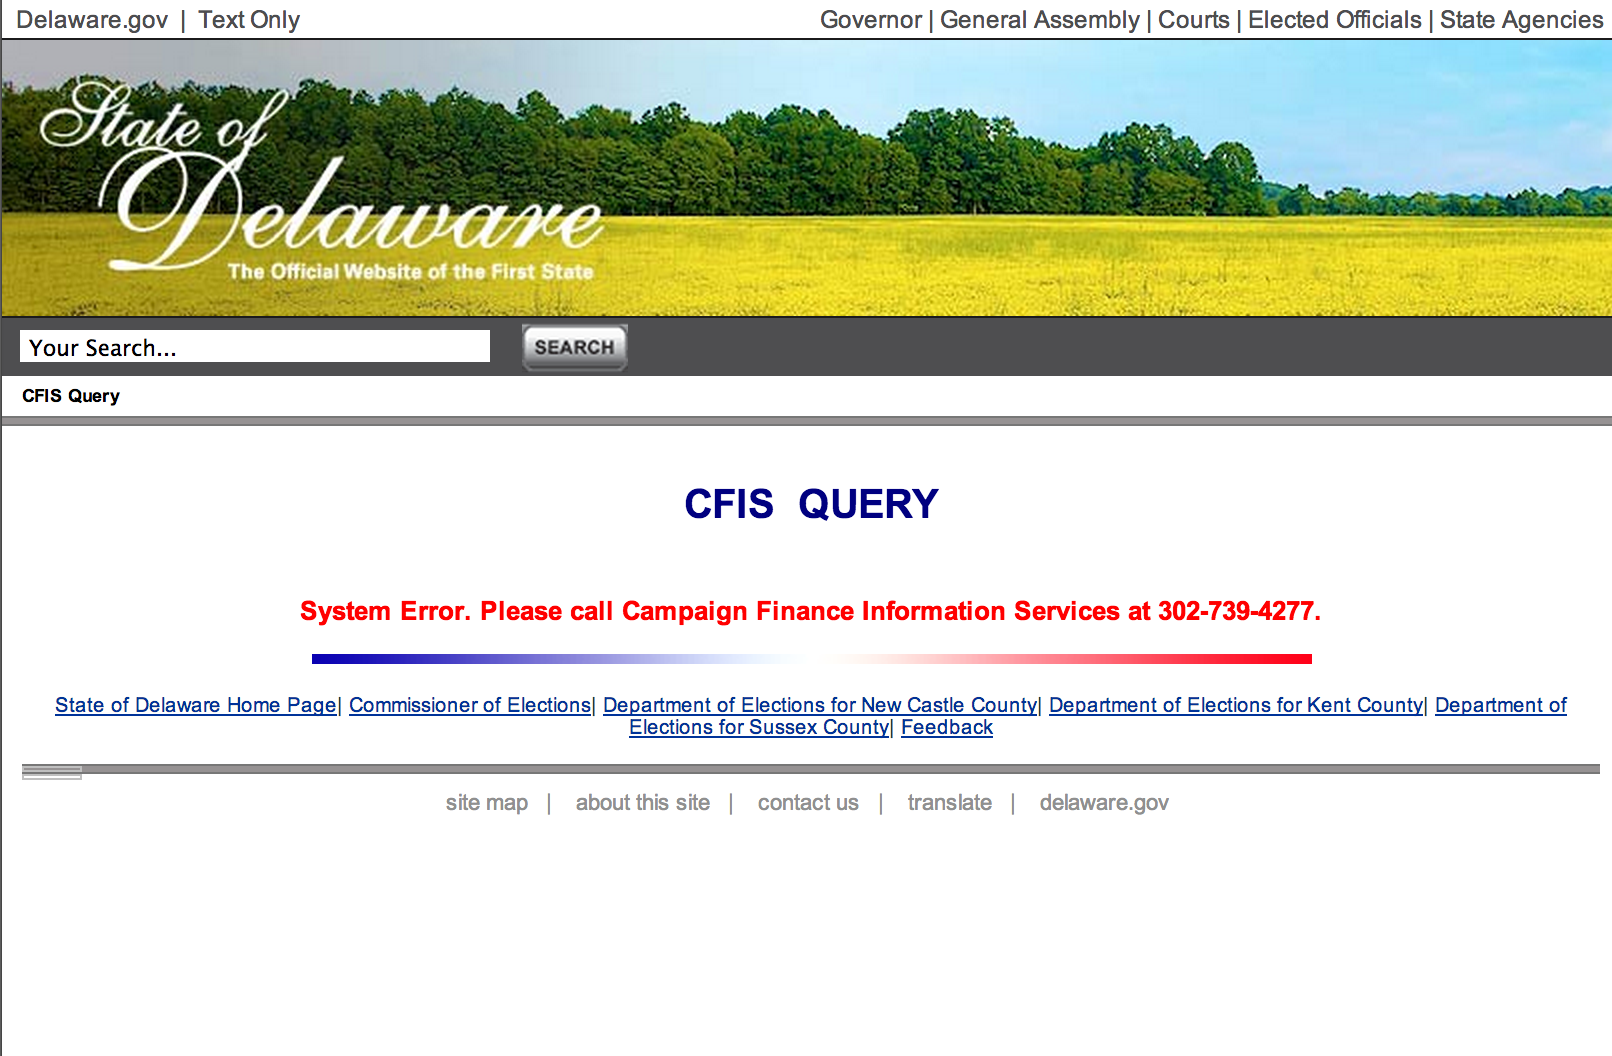 Delaware.gov | Text Only
Governor | General Assembly | Courts | Elected Officials | State Agencies
State of
Delaware
The Official Website of the First State
Your Search...
SEARCH
CFIS Query
CFIS QUERY
System Error. Please call Campaign Finance Information Services at 302-739-4277.
State of Delaware Home Page| Commissioner of Elections| Department of Elections for New Castle County| Department of Elections for Kent County| Department of
Elections for Sussex County| Feedback
site map | about this site | contact us | translate | delaware.gov